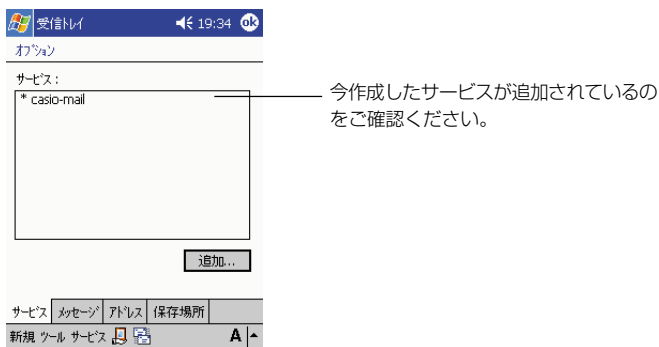 受信トレイ 19:34 ok
オプション
サービス：
* casio-mail
今作成したサービスが追加されているの
をご確認ください。
追加...
サービス メッセージ アドレス 保存場所
新規 ツール サービス A